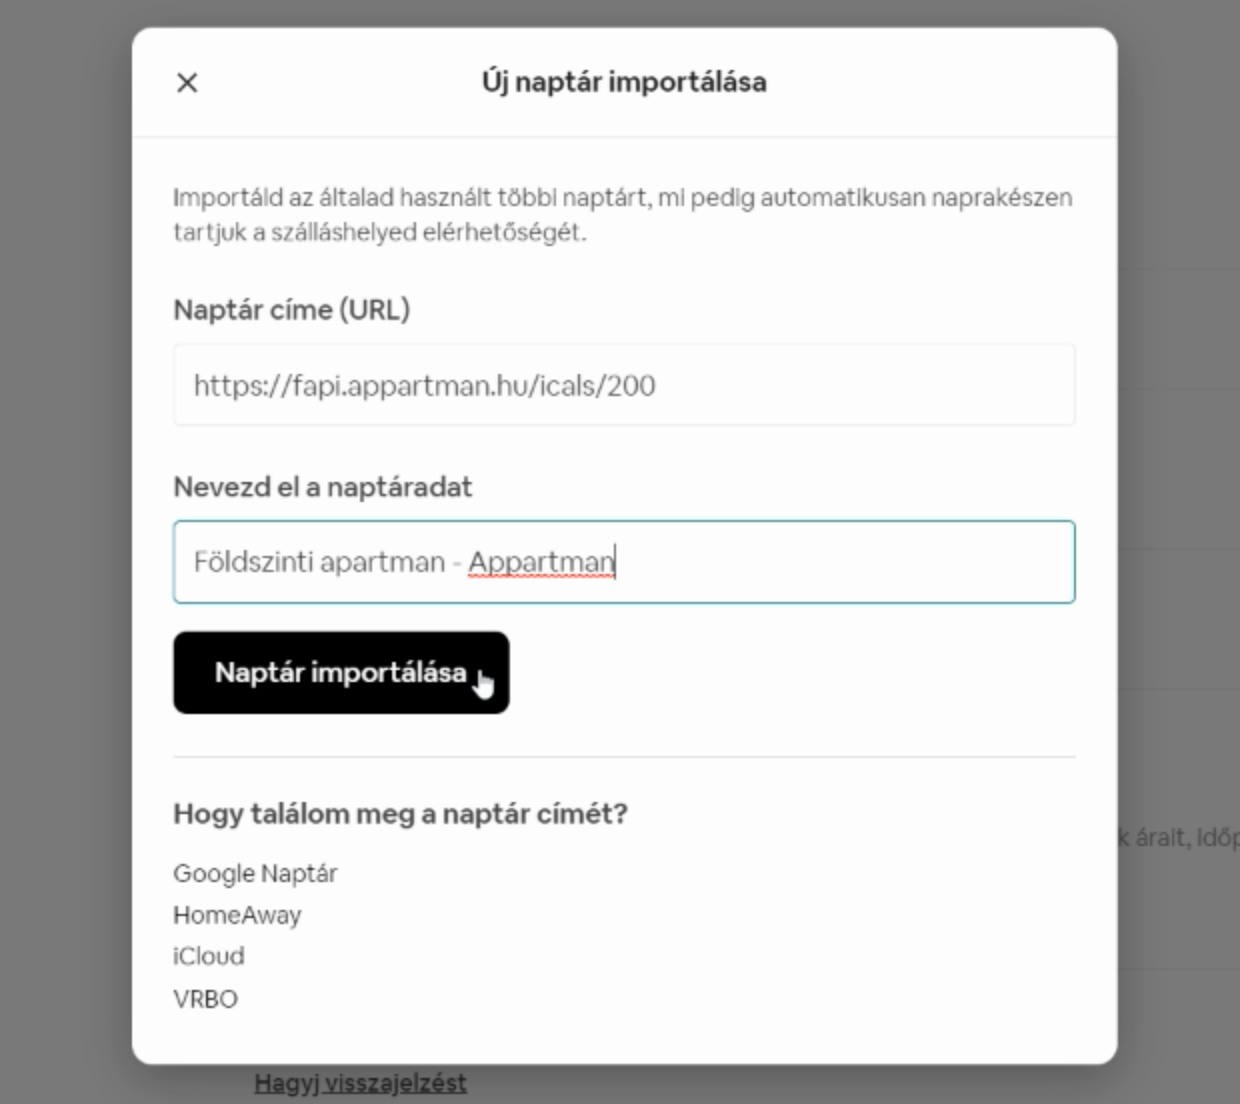 Új naptár importálása
Importáld az általad használt többi naptárt, mi pedig automatikusan naprakészen
tartjuk a szálláshelyed elérhetőségét.
Naptár címe (URL)
https://fapi.appartman.hu/icals/200
Nevezd el a naptáradat
Földszinti apartman - Appartman
Naptár importálása
Hogy találom meg a naptár címét?
k árait,
Google Naptár
HomeAway
iCloud
VRBO
Hagyj visszajelzést